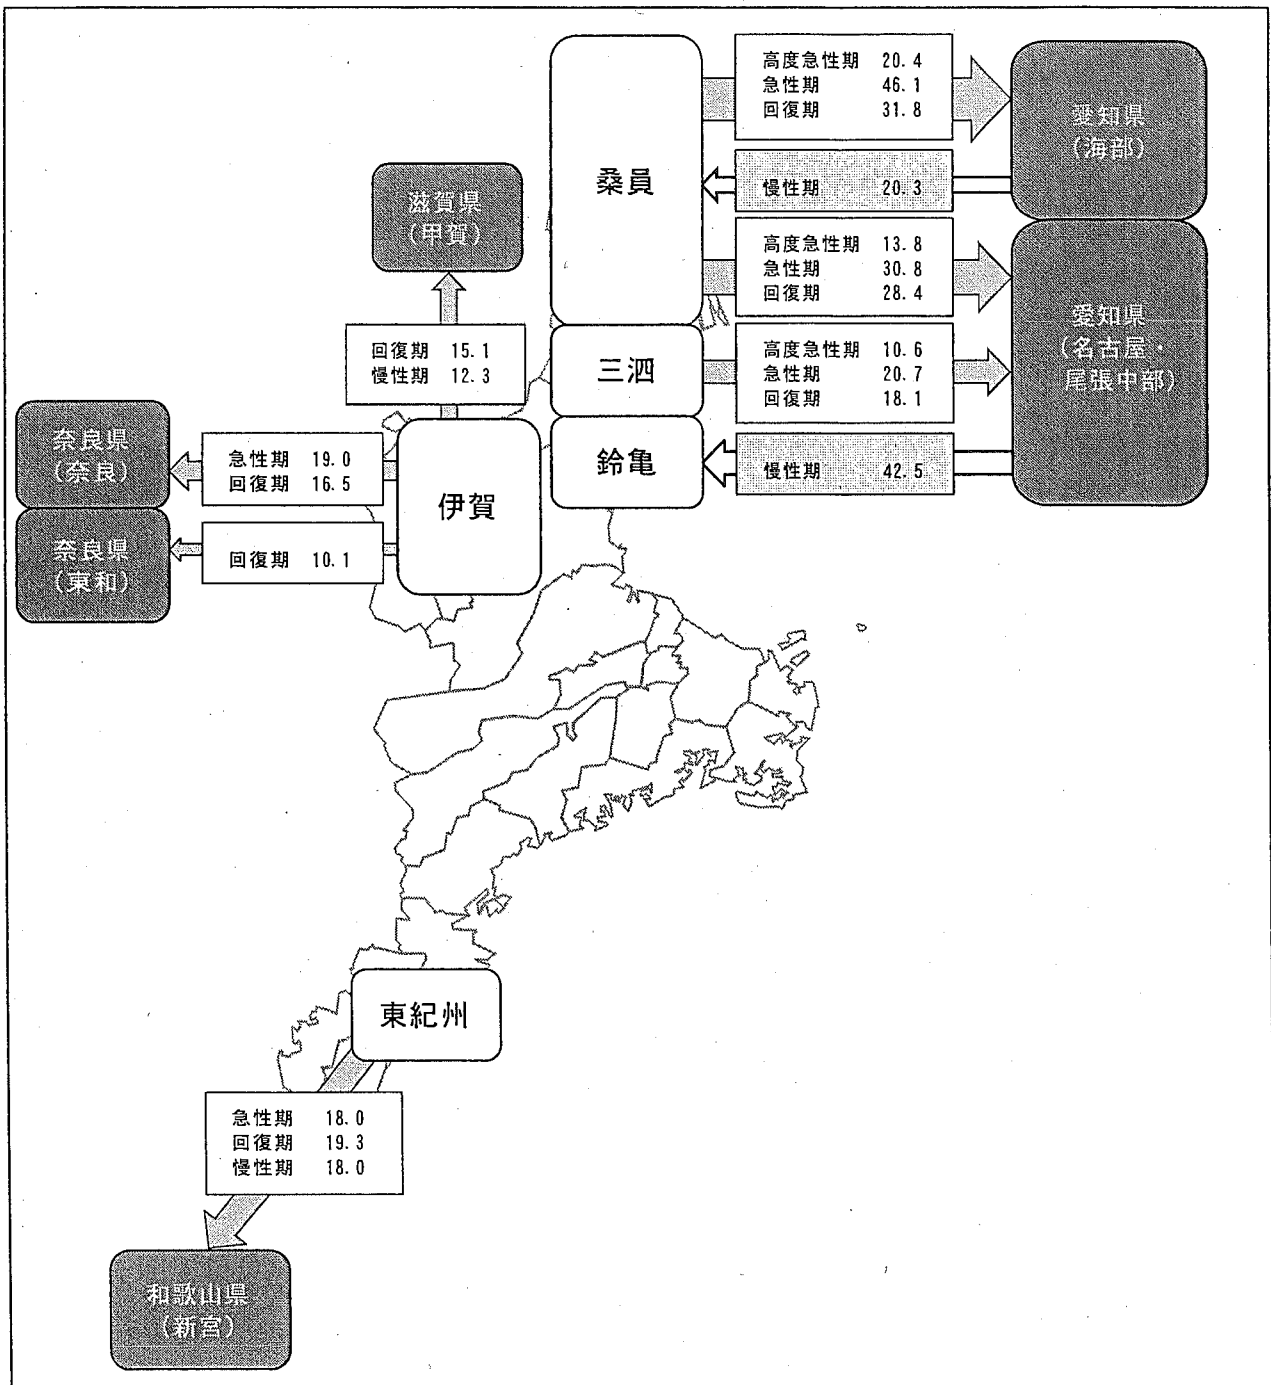 桑員
高度急性期 20.4
急性期 46.1
回復期 31.8
愛知県
（海部）
慢性期 20.3
高度急性期 13.8
急性期 30.8
回復期 28.4
愛知県
（名古屋・
尾張中部）
三泗
高度急性期 10.6
急性期 20.7
回復期 18.1
鈴亀
慢性期 42.5
滋賀県
（甲賀）
回復期 15.1
慢性期 12.3
奈良県
（奈良）
急性期 19.0
回復期 16.5
伊賀
奈良県
（東和）
回復期 10.1
東紀州
急性期 18.0
回復期 19.3
慢性期 18.0
和歌山県
（新宮）